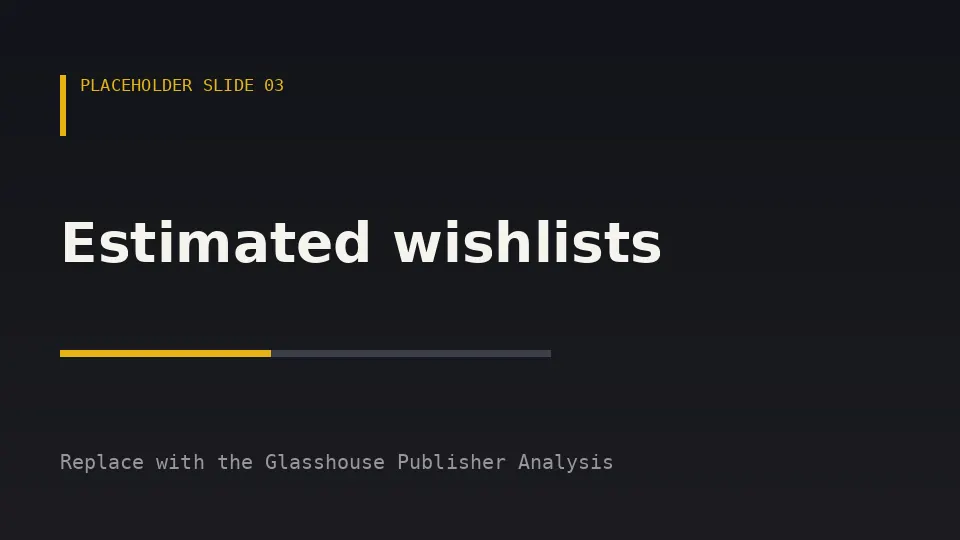 PLACEHOLDER SLIDE 03
Estimated wishlists
Replace with the Glasshouse Publisher Analysis